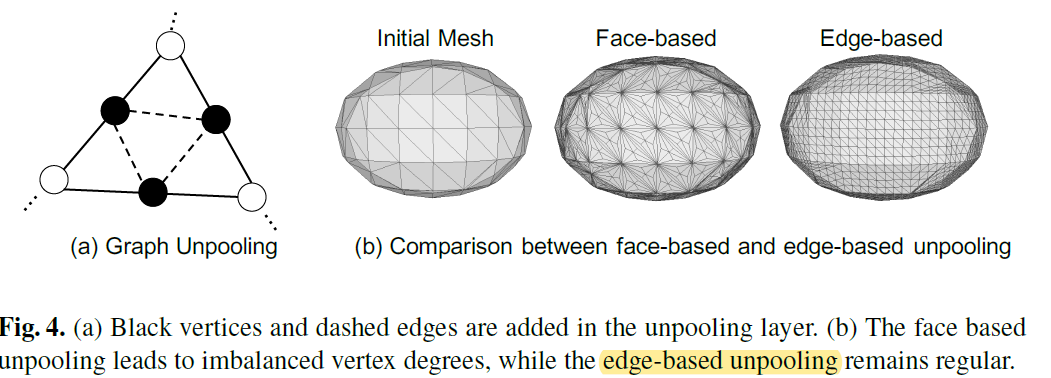 Initial Mesh Face-based Edge-based
(a) Graph Unpooling (b) Comparison between face-based and edge-based unpooling
Fig. 4. (a) Black vertices and dashed edges are added in the unpooling layer. (b) The face based
unpooling leads to imbalanced vertex degrees, while the edge-based unpooling remains regular.